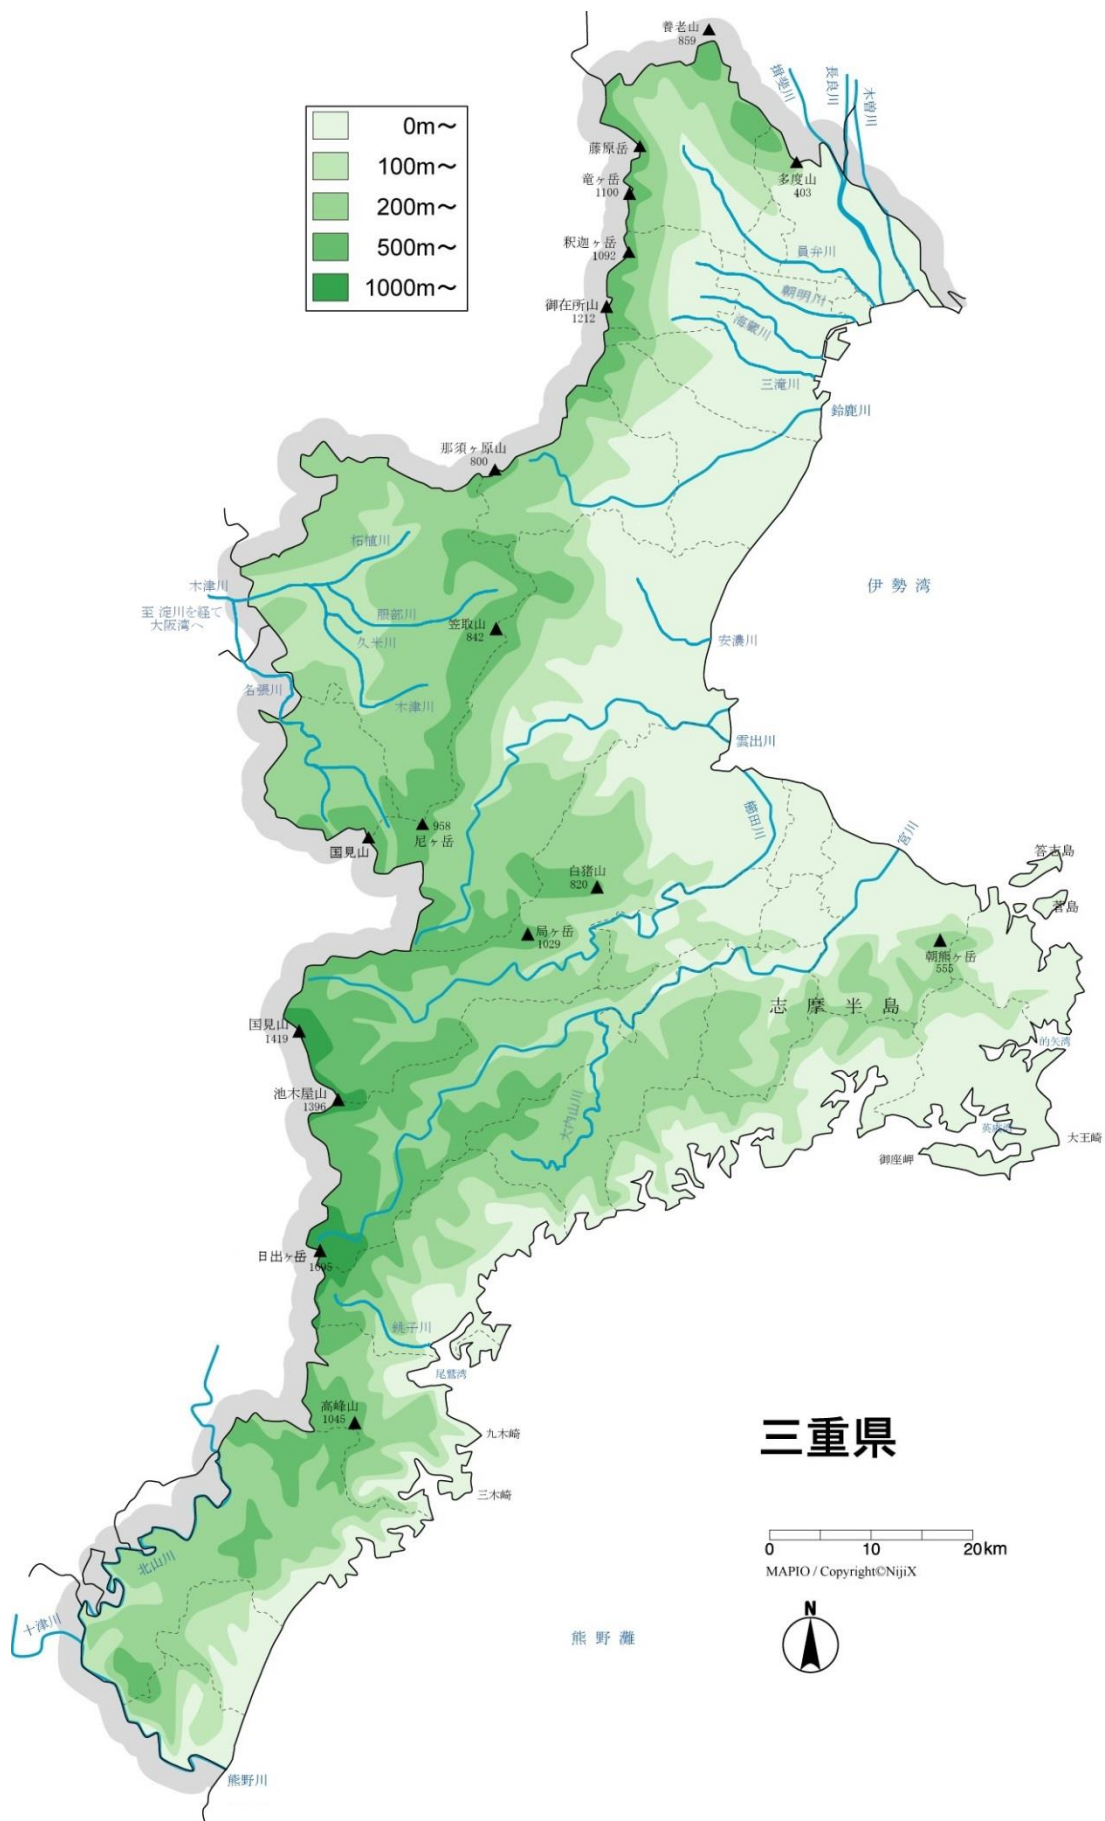 養老山
859
揖斐川
長良川
木曽川
0m～
100m～
200m～
500m～
1000m～
藤原岳
多度山
403
竜ヶ岳
1100
釈迦ヶ岳
1092
員弁川
朝明川
御在所山
1212
海蔵川
三滝川
鈴鹿川
那須ヶ原山
800
柘植川
木津川
至 淀川を経て
大阪湾へ
服部川
笠取山
842
久米川
伊勢湾
安濃川
名張川
木津川
雲出川
櫛田川
958
尼ヶ岳
国見山
宮川
答志島
白猪山
820
菅島
局ヶ岳
1029
朝熊ヶ岳
555
志摩半島
国見山
1419
的矢湾
池木屋山
1396
大内山川
英虞湾
大王崎
御座岬
日出ヶ岳
1695
銚子川
尾鷲湾
高峰山
1045
九木崎
三重県
三木崎
0 10 20km
MAPIO / Copyright©NijiX
北山川
N
十津川
熊野灘
熊野川